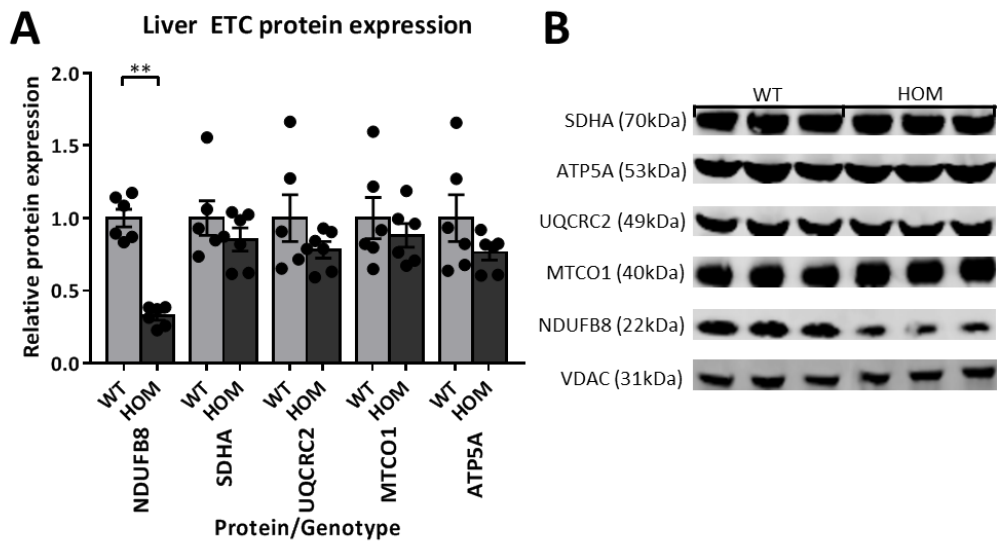 A
Liver ETC protein expression
B
Relative protein expression
2.0
1.5
1.0
0.5
0.0
**
WT HOM WT HOM WT HOM WT HOM WT HOM
NDUFB8 SDHA UQCRC2 MTCO1 ATP5A
Protein/Genotype
WT HOM
SDHA (70kDa)
ATP5A (53kDa)
UQCRC2 (49kDa)
MTCO1 (40kDa)
NDUFB8 (22kDa)
VDAC (31kDa)